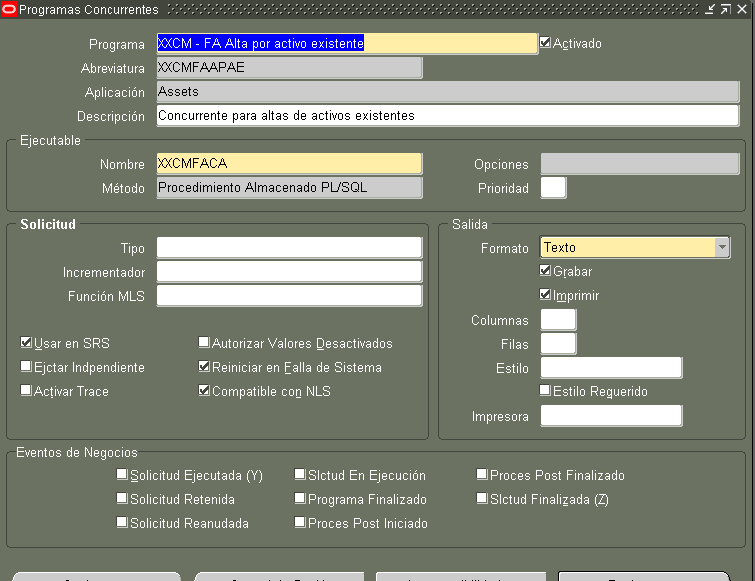 Programas Concurrentes
Programa XXCM - FA Alta por activo existente Activado
Abreviatura XXCMFAAPAE
Aplicación Assets
Descripción Concurrente para altas de activos existentes
Ejecutable
Nombre XXCMFACA Opciones
Método Procedimiento Almacenado PL/SQL Prioridad
Solicitud Salida
Tipo Formato Texto
Incrementador Grabar
Función MLS Imprimir
Columnas
Usar en SRS Autorizar Valores Desactivados Filas
Ejctar Indpendiente Reiniciar en Falla de Sistema Estilo
Activar Trace Compatible con NLS Estilo Requerido
Impresora
Eventos de Negocios
Solicitud Ejecutada (Y) Slctud En Ejecución Proces Post Finalizado
Solicitud Retenida Programa Finalizado Slctud Finalizada (Z)
Solicitud Reanudada Proces Post Iniciado